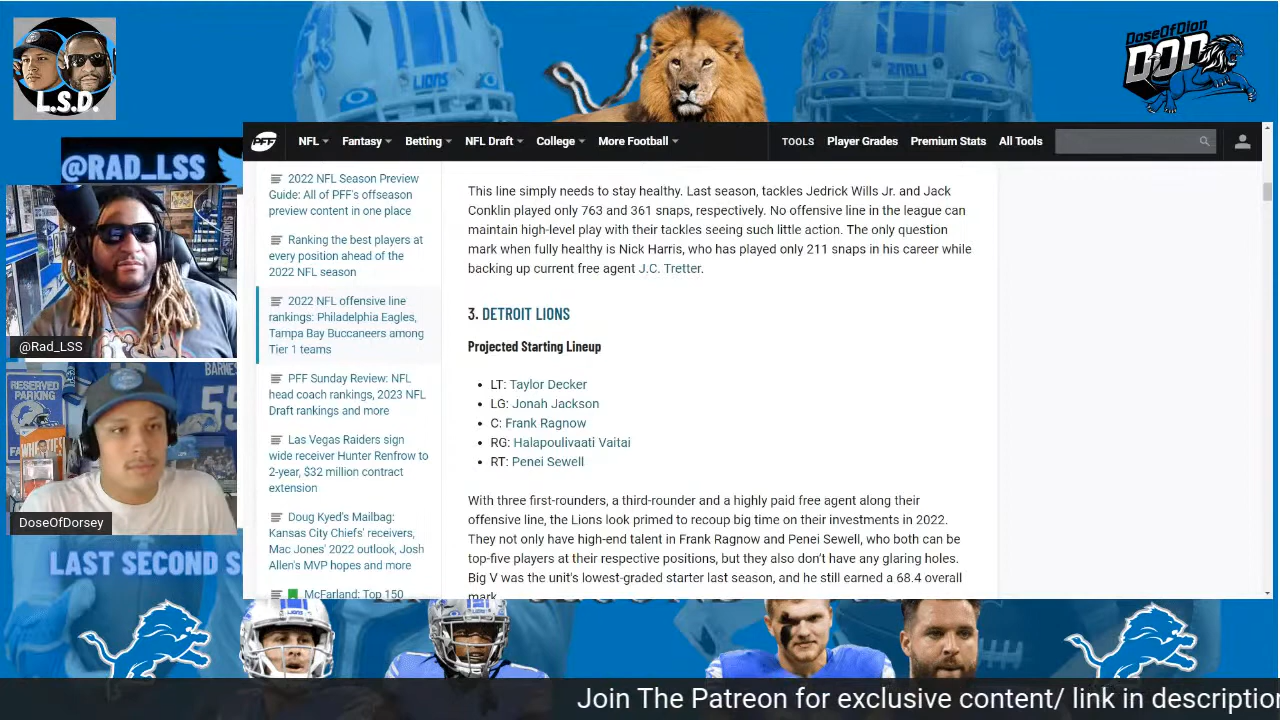 L.S.D.
DoseOfDion
DOD
LIONS
@RAD_LSS
@Rad_LSS
RESERVED
PARKING
BARNES
55
DoseOfDorsey
LAST SECOND S
PFF
NFL
Fantasy
Betting
NFL Draft
College
More Football
TOOLS
Player Grades
Premium Stats
All Tools
2022 NFL Season Preview
Guide: All of PFF's offseason
preview content in one place
Ranking the best players at
every position ahead of the
2022 NFL season
2022 NFL offensive line
rankings: Philadelphia Eagles,
Tampa Bay Buccaneers among
Tier 1 teams
PFF Sunday Review: NFL
head coach rankings, 2023 NFL
Draft rankings and more
Las Vegas Raiders sign
wide receiver Hunter Renfrow to
2-year, $32 million contract
extension
Doug Kyed's Mailbag:
Kansas City Chiefs' receivers,
Mac Jones' 2022 outlook, Josh
Allen's MVP hopes and more
McFarland: Top 150
This line simply needs to stay healthy. Last season, tackles Jedrick Wills Jr. and Jack
Conklin played only 763 and 361 snaps, respectively. No offensive line in the league can
maintain high-level play with their tackles seeing such little action. The only question
mark when fully healthy is Nick Harris, who has played only 211 snaps in his career while
backing up current free agent J.C. Tretter.
3. DETROIT LIONS
Projected Starting Lineup
LT: Taylor Decker
LG: Jonah Jackson
C: Frank Ragnow
RG: Halapoulivaati Vaitai
RT: Penei Sewell
With three first-rounders, a third-rounder and a highly paid free agent along their
offensive line, the Lions look primed to recoup big time on their investments in 2022.
They not only have high-end talent in Frank Ragnow and Penei Sewell, who both can be
top-five players at their respective positions, but they also don't have any glaring holes.
Big V was the unit's lowest-graded starter last season, and he still earned a 68.4 overall
mark.
Join The Patreon for exclusive content/ link in descriptio